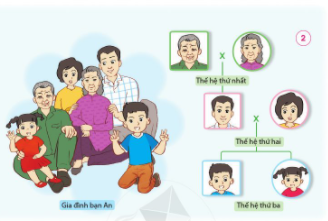 2
x
Thế hệ thứ nhất
x
Thế hệ thứ hai
Thế hệ thứ ba
Gia đình bạn An